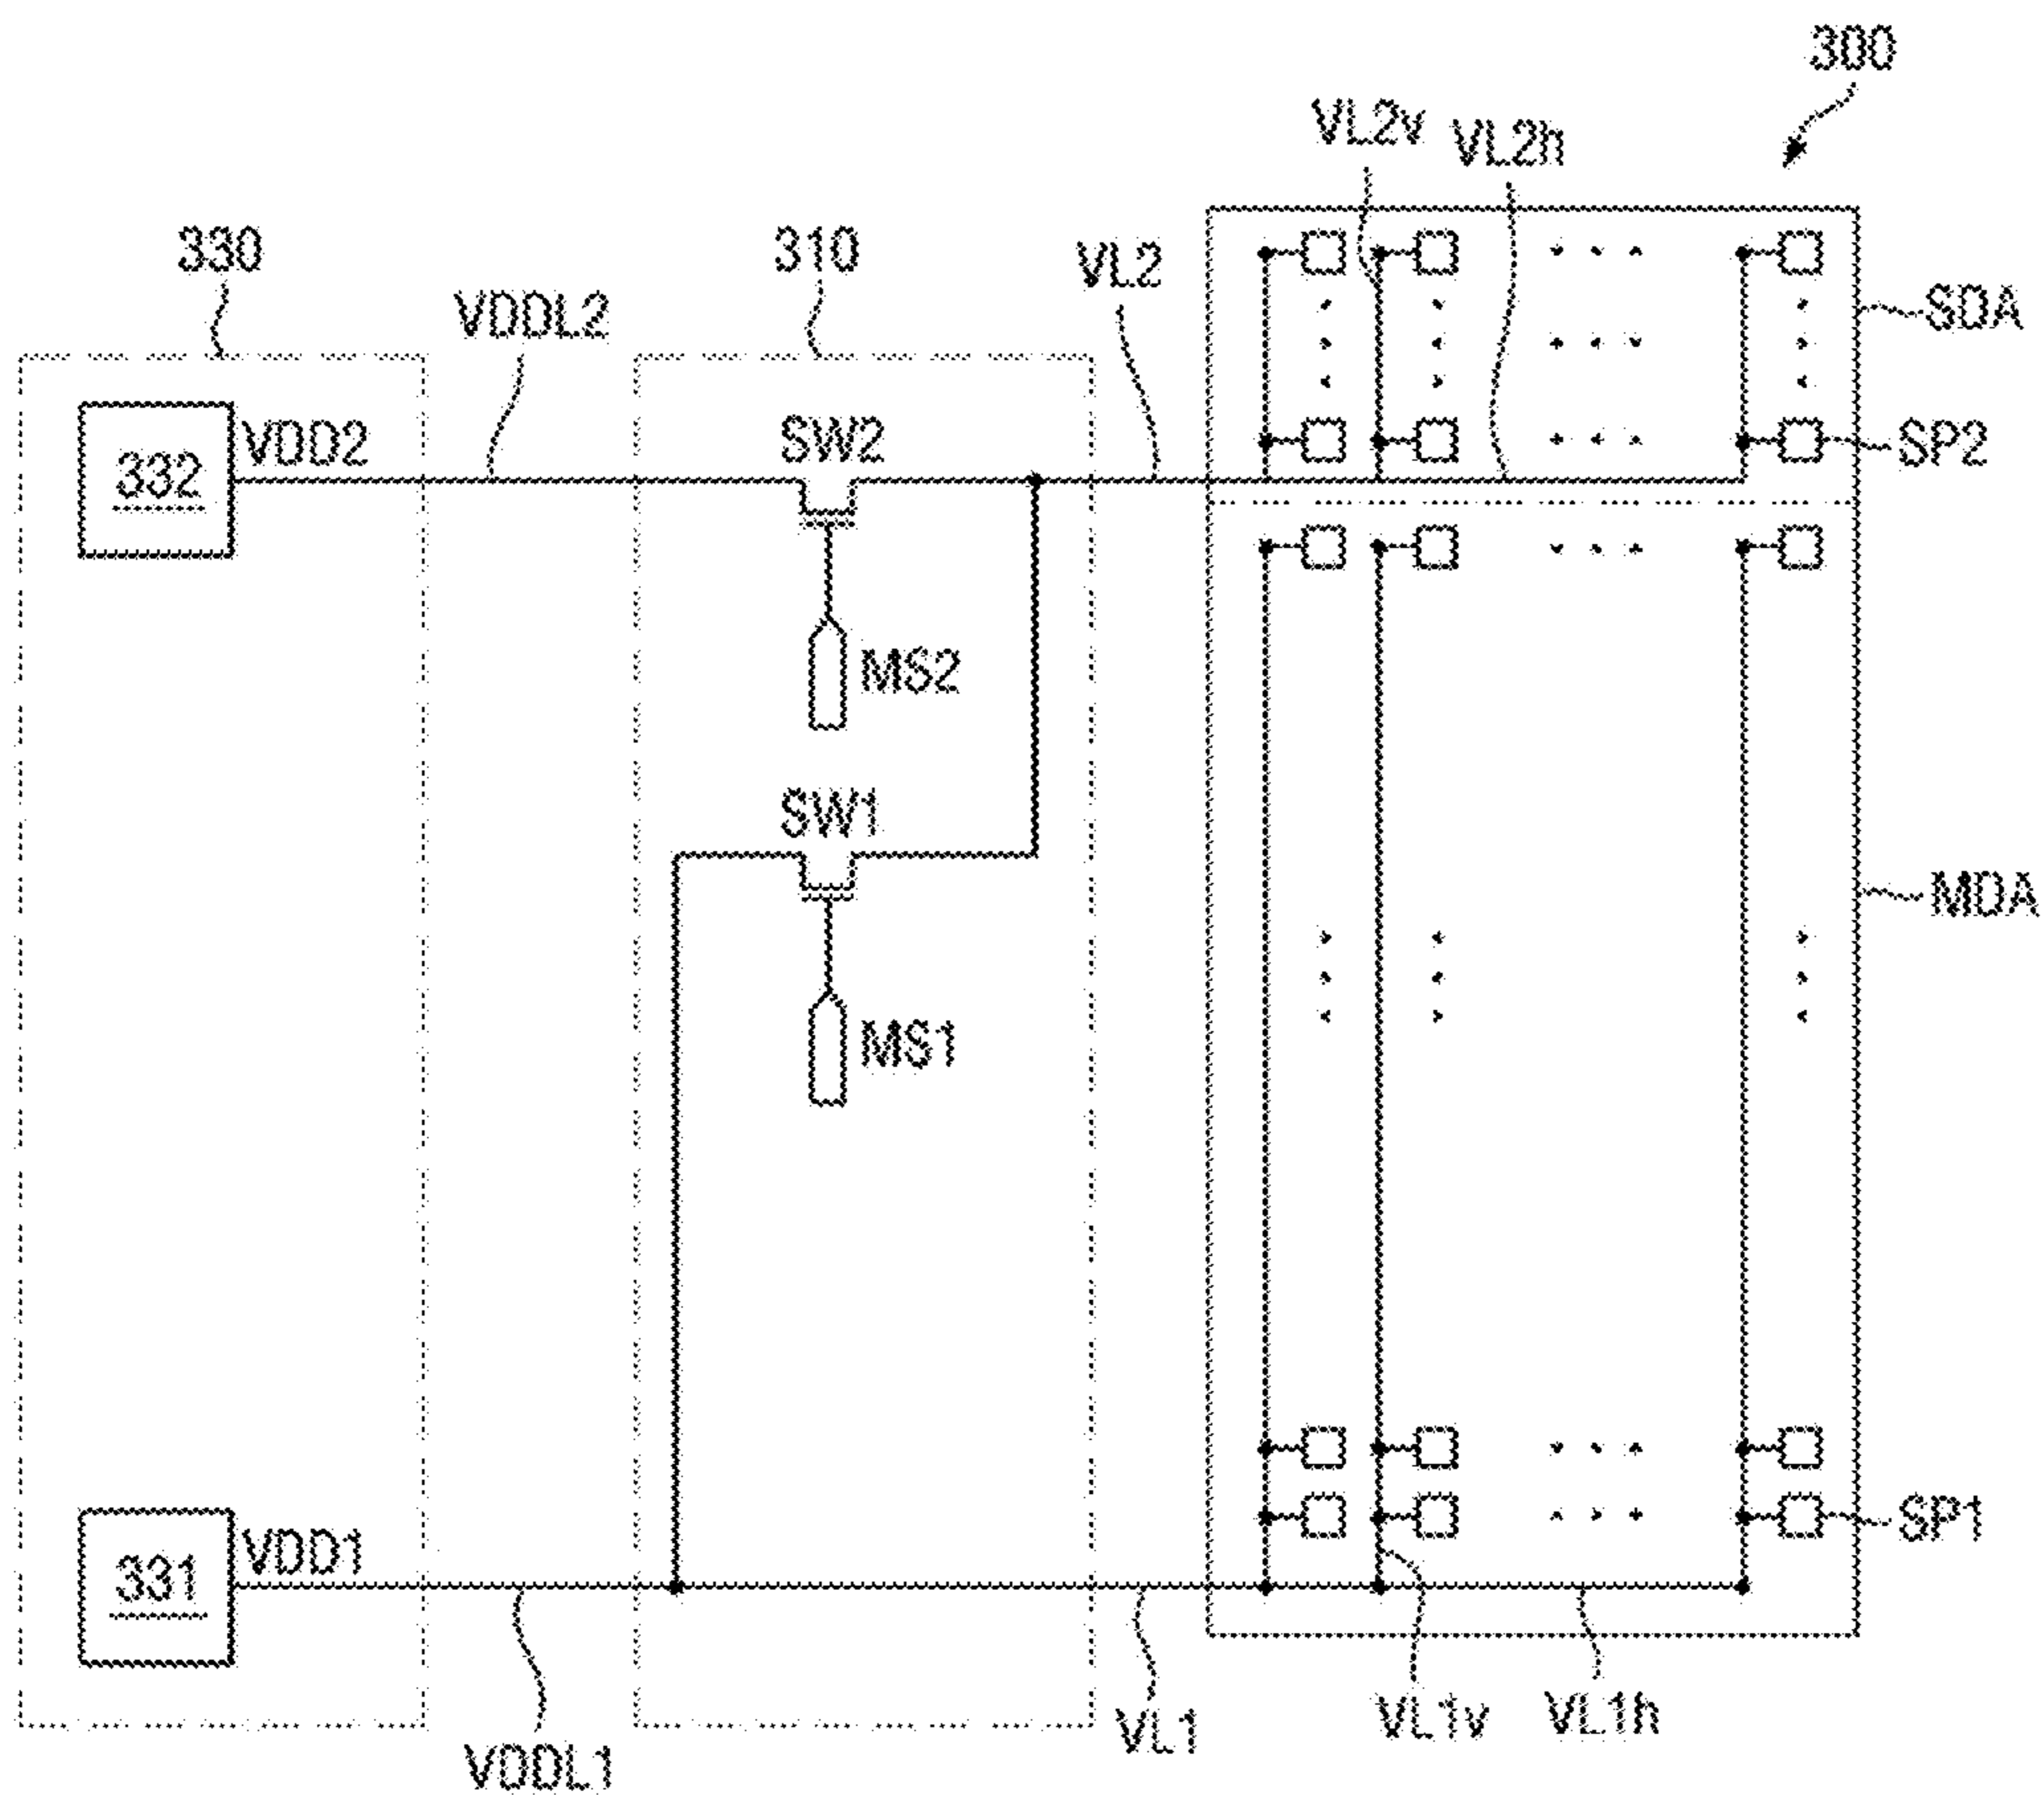 300
VL2v VL2h
330 310 VL2
VDDL2
SDA
332 VDD2 SW2
SP2
MS2
SW1
MDA
MS1
331 VDD1
SP1
VDDL1 VL1 VL1v VL1h